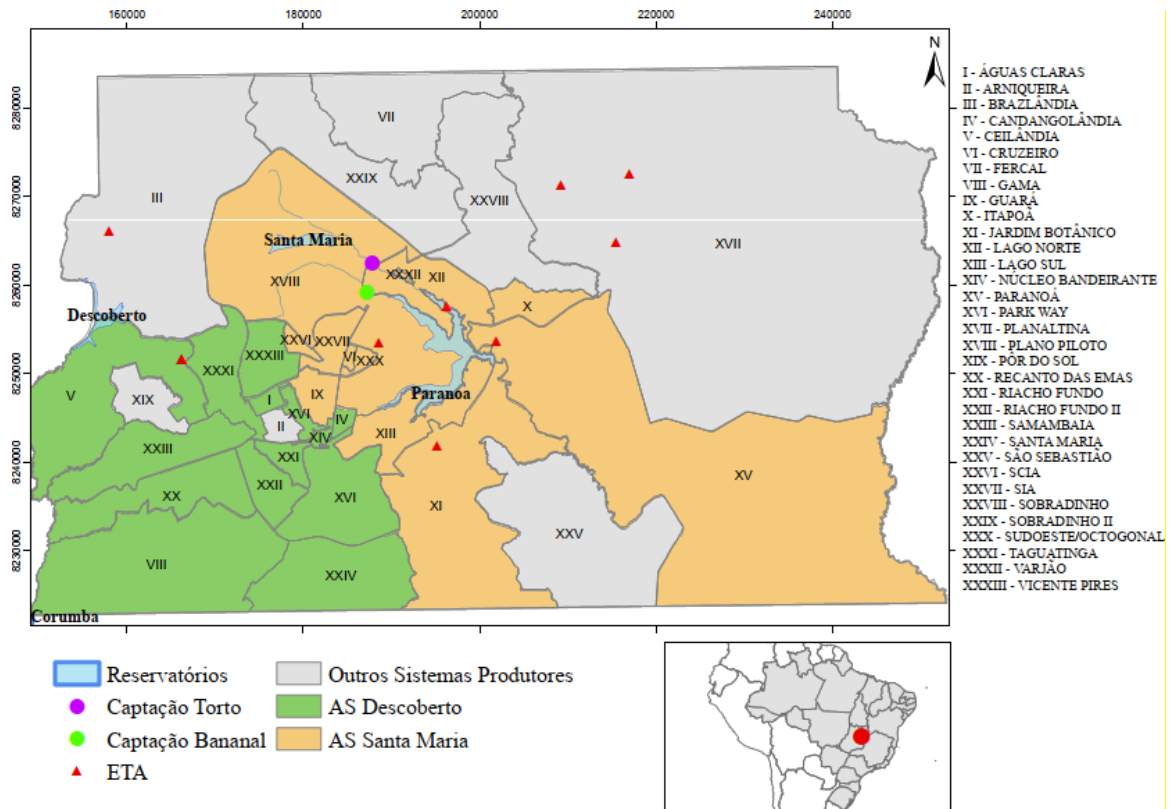 160000 180000 200000 220000 240000
8280000
8270000
8260000
8250000
8240000
8230000
N
VII
XXIX
III
XXVIII
XVII
Santa Maria
XXXII
XII
XVIII
X
Descoberto
XXVI
XXVII
XXXIII
VI
XXX
XXXI
Paranoa
V
XIX
IX
I
XVI
II
IV
XIV
XIII
XXIII
XXI
XV
XX
XXII
XVI
XI
XXV
VIII
XXIV
Corumba
160000 180000 200000 220000 240000
I - ÁGUAS CLARAS
II - ARNIQUEIRA
III - BRAZLÂNDIA
IV - CANDANGOLÂNDIA
V - CEILÂNDIA
VI - CRUZEIRO
VII - FERCAL
VIII - GAMA
IX - GUARÁ
X - ITAPOÃ
XI - JARDIM BOTÂNICO
XII - LAGO NORTE
XIII - LAGO SUL
XIV - NÚCLEO BANDEIRANTE
XV - PARANOÁ
XVI - PARK WAY
XVII - PLANALTINA
XVIII - PLANO PILOTO
XIX - PÔR DO SOL
XX - RECANTO DAS EMAS
XXI - RIACHO FUNDO
XXII - RIACHO FUNDO II
XXIII - SAMAMBAIA
XXIV - SANTA MARIA
XXV - SÃO SEBASTIÃO
XXVI - SCIA
XXVII - SIA
XXVIII - SOBRADINHO
XXIX - SOBRADINHO II
XXX - SUDOESTE/OCTOGONAL
XXXI - TAGUATINGA
XXXII - VARJÃO
XXXIII - VICENTE PIRES
Reservatórios
Captação Torto
Captação Bananal
ETA
Outros Sistemas Produtores
AS Descoberto
AS Santa Maria